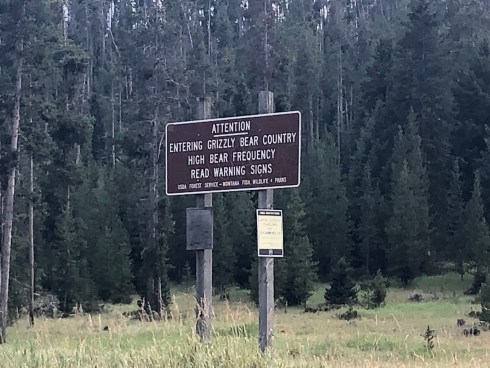 ATTENTION
ENTERING GRIZZLY BEAR COUNTRY
HIGH BEAR FREQUENCY
READ WARNING SIGNS
USDA FOREST SERVICE - MONTANA FISH, WILDLIFE & PARKS